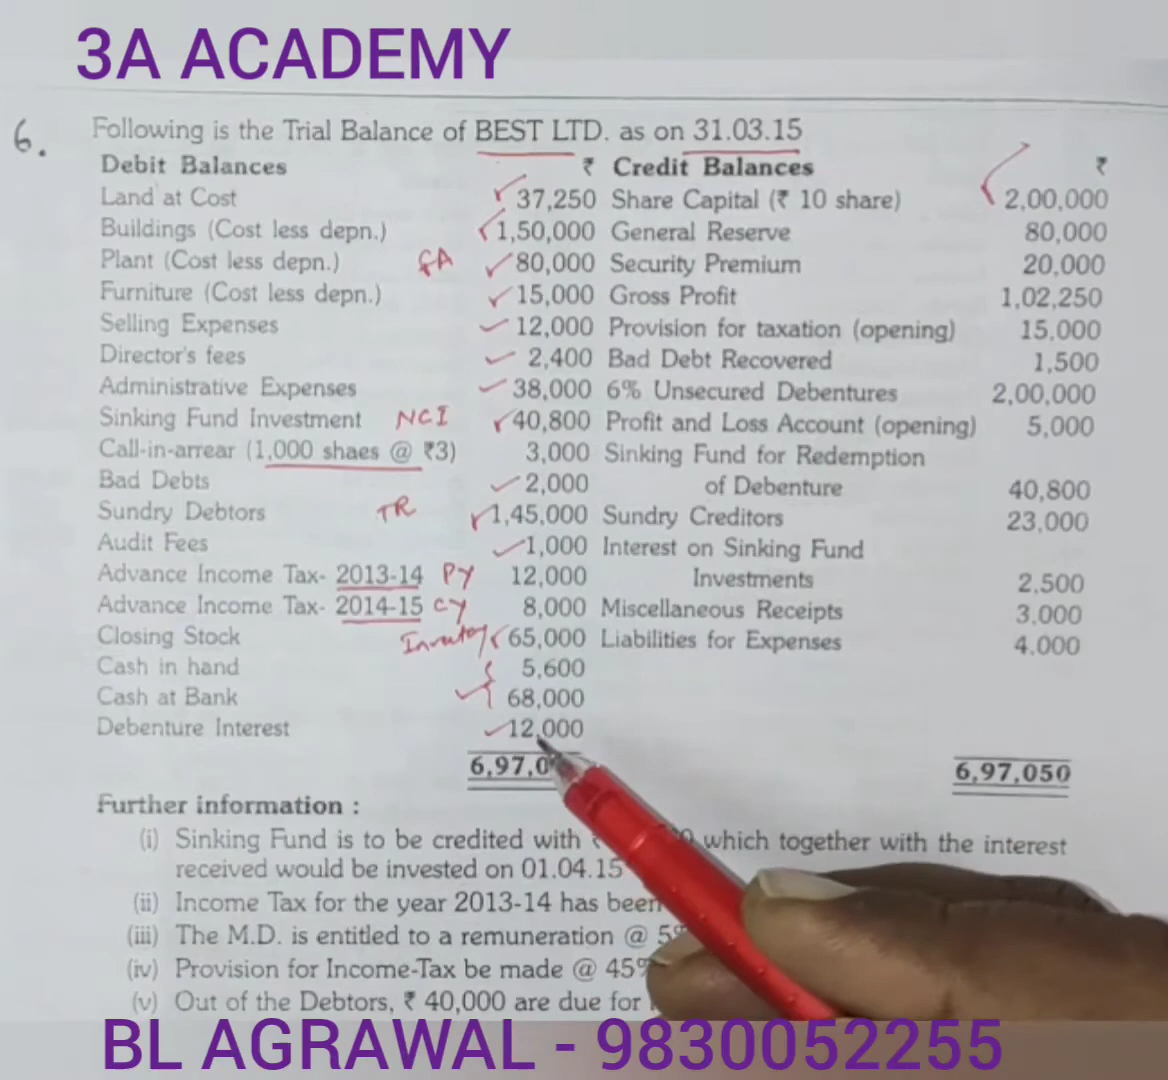 3A ACADEMY
6. Following is the Trial Balance of BEST LTD. as on 31.03.15
Debit Balances ₹ Credit Balances ₹
Land at Cost 37,250 Share Capital (₹ 10 share) 2,00,000
Buildings (Cost less depn.) 1,50,000 General Reserve 80,000
Plant (Cost less depn.) FA 80,000 Security Premium 20,000
Furniture (Cost less depn.) 15,000 Gross Profit 1,02,250
Selling Expenses 12,000 Provision for taxation (opening) 15,000
Director's fees 2,400 Bad Debt Recovered 1,500
Administrative Expenses 38,000 6% Unsecured Debentures 2,00,000
Sinking Fund Investment NCI 40,800 Profit and Loss Account (opening) 5,000
Call-in-arrear (1,000 shaes @ ₹3) 3,000 Sinking Fund for Redemption
Bad Debts 2,000 of Debenture 40,800
Sundry Debtors TR 1,45,000 Sundry Creditors 23,000
Audit Fees 1,000 Interest on Sinking Fund
Advance Income Tax- 2013-14 PY 12,000 Investments 2,500
Advance Income Tax- 2014-15 CY 8,000 Miscellaneous Receipts 3,000
Closing Stock Inventory 65,000 Liabilities for Expenses 4,000
Cash in hand 5,600
Cash at Bank 68,000
Debenture Interest 12,000
6,97,0 6,97,050
Further information :
(i) Sinking Fund is to be credited with which together with the interest
received would be invested on 01.04.15
(ii) Income Tax for the year 2013-14 has been
(iii) The M.D. is entitled to a remuneration @ 5%
(iv) Provision for Income-Tax be made @ 45%
(v) Out of the Debtors, ₹ 40,000 are due for
BL AGRAWAL - 9830052255